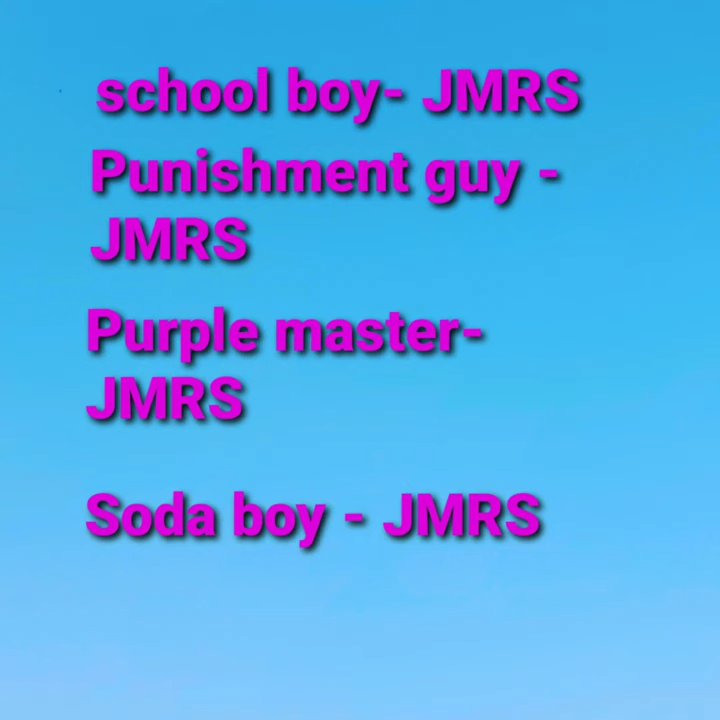 school boy- JMRS
Punishment guy -
JMRS
Purple master-
JMRS
Soda boy - JMRS